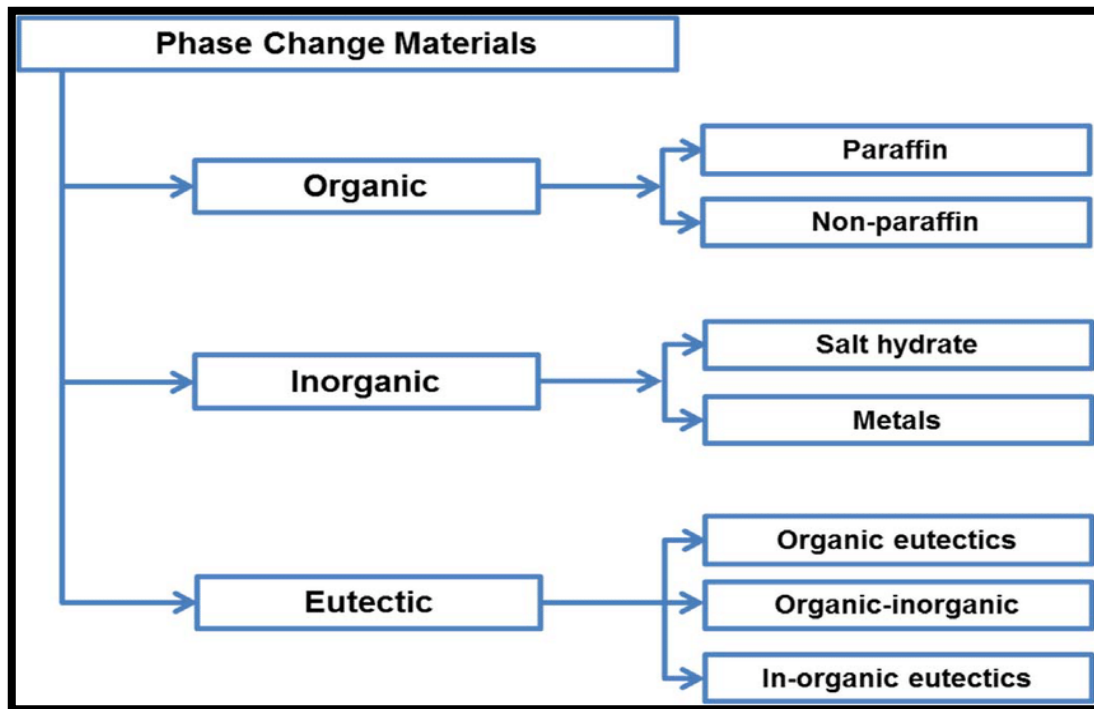 Phase Change Materials
Organic
Paraffin
Non-paraffin
Inorganic
Salt hydrate
Metals
Eutectic
Organic eutectics
Organic-inorganic
In-organic eutectics